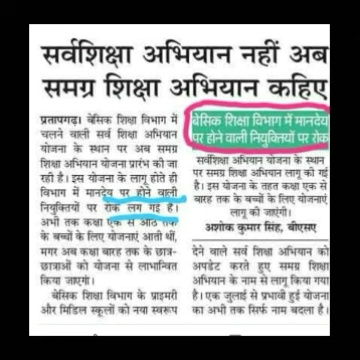 सर्वशिक्षा अभियान नहीं अब
समग्र शिक्षा अभियान कहिए
प्रतापगढ़। बेसिक शिक्षा विभाग में
चलने वाली सर्व शिक्षा अभियान
योजना के स्थान पर अब समग्र
शिक्षा अभियान योजना प्रारंभ की जा
रही है। इस योजना के लागू होते ही
विभाग में मानदेय पर होने वाली
नियुक्तियों पर रोक लग गई है।
अभी तक कक्षा एक से आठ तक
के बच्चों के लिए योजनाएं आती थीं,
मगर अब कक्षा बारह तक के छात्र-
छात्राओं को योजना से लाभान्वित
किया जाएगा।
बेसिक शिक्षा विभाग के प्राइमरी
और मिडिल स्कूलों को नया स्वरूप
बेसिक शिक्षा विभाग में मानदेय
पर होने वाली नियुक्तियों पर रोक
सर्वशिक्षा अभियान योजना के स्थान
पर समग्र शिक्षा अभियान लागू की गई
है। इस योजना के तहत कक्षा एक से
बारह तक के बच्चों के लिए योजनाएं
लागू की जाएंगी।
अशोक कुमार सिंह, बीएसए
देने वाले सर्व शिक्षा अभियान को
अपडेट करते हुए समग्र शिक्षा
अभियान के नाम से लागू किया गया
है। एक जुलाई से प्रभावी हुई योजना
का अभी तक सिर्फ नाम बदला है।